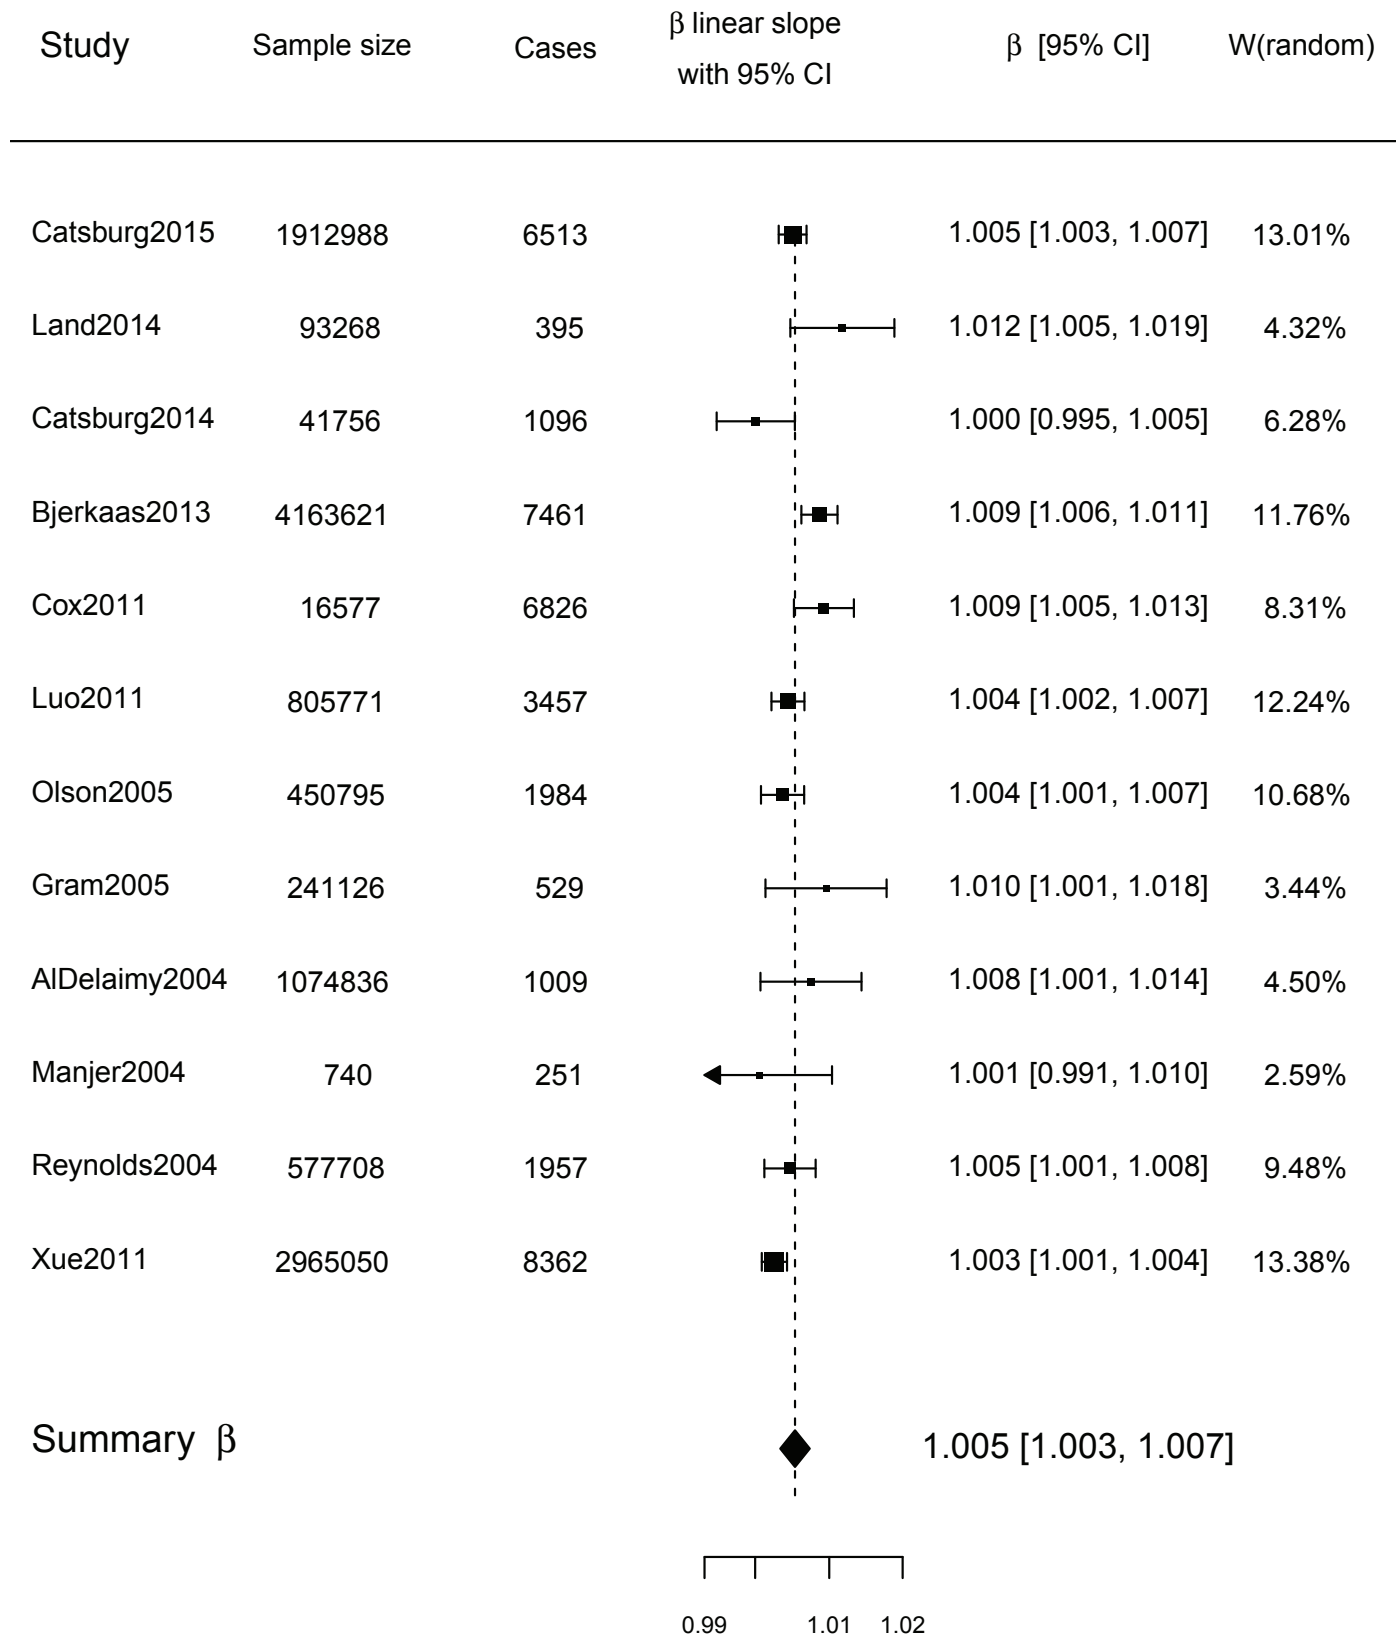 Study Sample size Cases β linear slope with 95% CI β [95% CI] W(random)
Catsburg2015 1912988 6513 1.005 [1.003, 1.007] 13.01%
Land2014 93268 395 1.012 [1.005, 1.019] 4.32%
Catsburg2014 41756 1096 1.000 [0.995, 1.005] 6.28%
Bjerkaas2013 4163621 7461 1.009 [1.006, 1.011] 11.76%
Cox2011 16577 6826 1.009 [1.005, 1.013] 8.31%
Luo2011 805771 3457 1.004 [1.002, 1.007] 12.24%
Olson2005 450795 1984 1.004 [1.001, 1.007] 10.68%
Gram2005 241126 529 1.010 [1.001, 1.018] 3.44%
AlDelaimy2004 1074836 1009 1.008 [1.001, 1.014] 4.50%
Manjer2004 740 251 1.001 [0.991, 1.010] 2.59%
Reynolds2004 577708 1957 1.005 [1.001, 1.008] 9.48%
Xue2011 2965050 8362 1.003 [1.001, 1.004] 13.38%
Summary β 1.005 [1.003, 1.007]
0.99 1.01 1.02